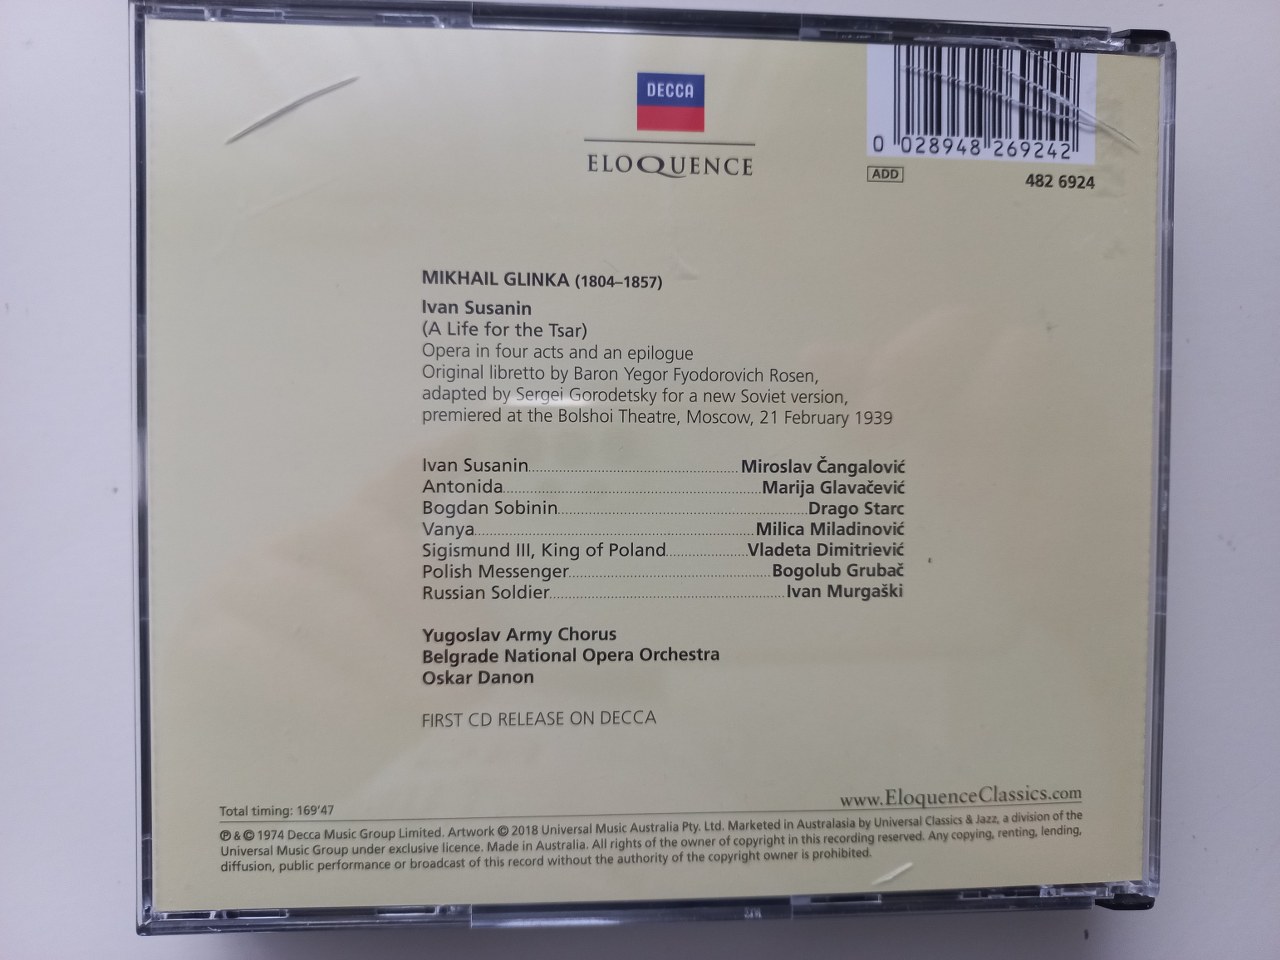 DECCA
ELOQUENCE
0 028948 269242
ADD
482 6924
MIKHAIL GLINKA (1804–1857)
Ivan Susanin
(A Life for the Tsar)
Opera in four acts and an epilogue
Original libretto by Baron Yegor Fyodorovich Rosen,
adapted by Sergei Gorodetsky for a new Soviet version,
premiered at the Bolshoi Theatre, Moscow, 21 February 1939
Ivan Susanin Miroslav Čangalović
Antonida Marija Glavačević
Bogdan Sobinin Drago Starc
Vanya Milica Miladinović
Sigismund III, King of Poland Vladeta Dimitriević
Polish Messenger Bogolub Grubač
Russian Soldier Ivan Murgaški
Yugoslav Army Chorus
Belgrade National Opera Orchestra
Oskar Danon
FIRST CD RELEASE ON DECCA
Total timing: 169'47
www.EloquenceClassics.com
℗ & © 1974 Decca Music Group Limited. Artwork © 2018 Universal Music Australia Pty. Ltd. Marketed in Australasia by Universal Classics & Jazz, a division of the
Universal Music Group under exclusive licence. Made in Australia. All rights of the owner of copyright in this recording reserved. Any copying, renting, lending,
diffusion, public performance or broadcast of this record without the authority of the copyright owner is prohibited.